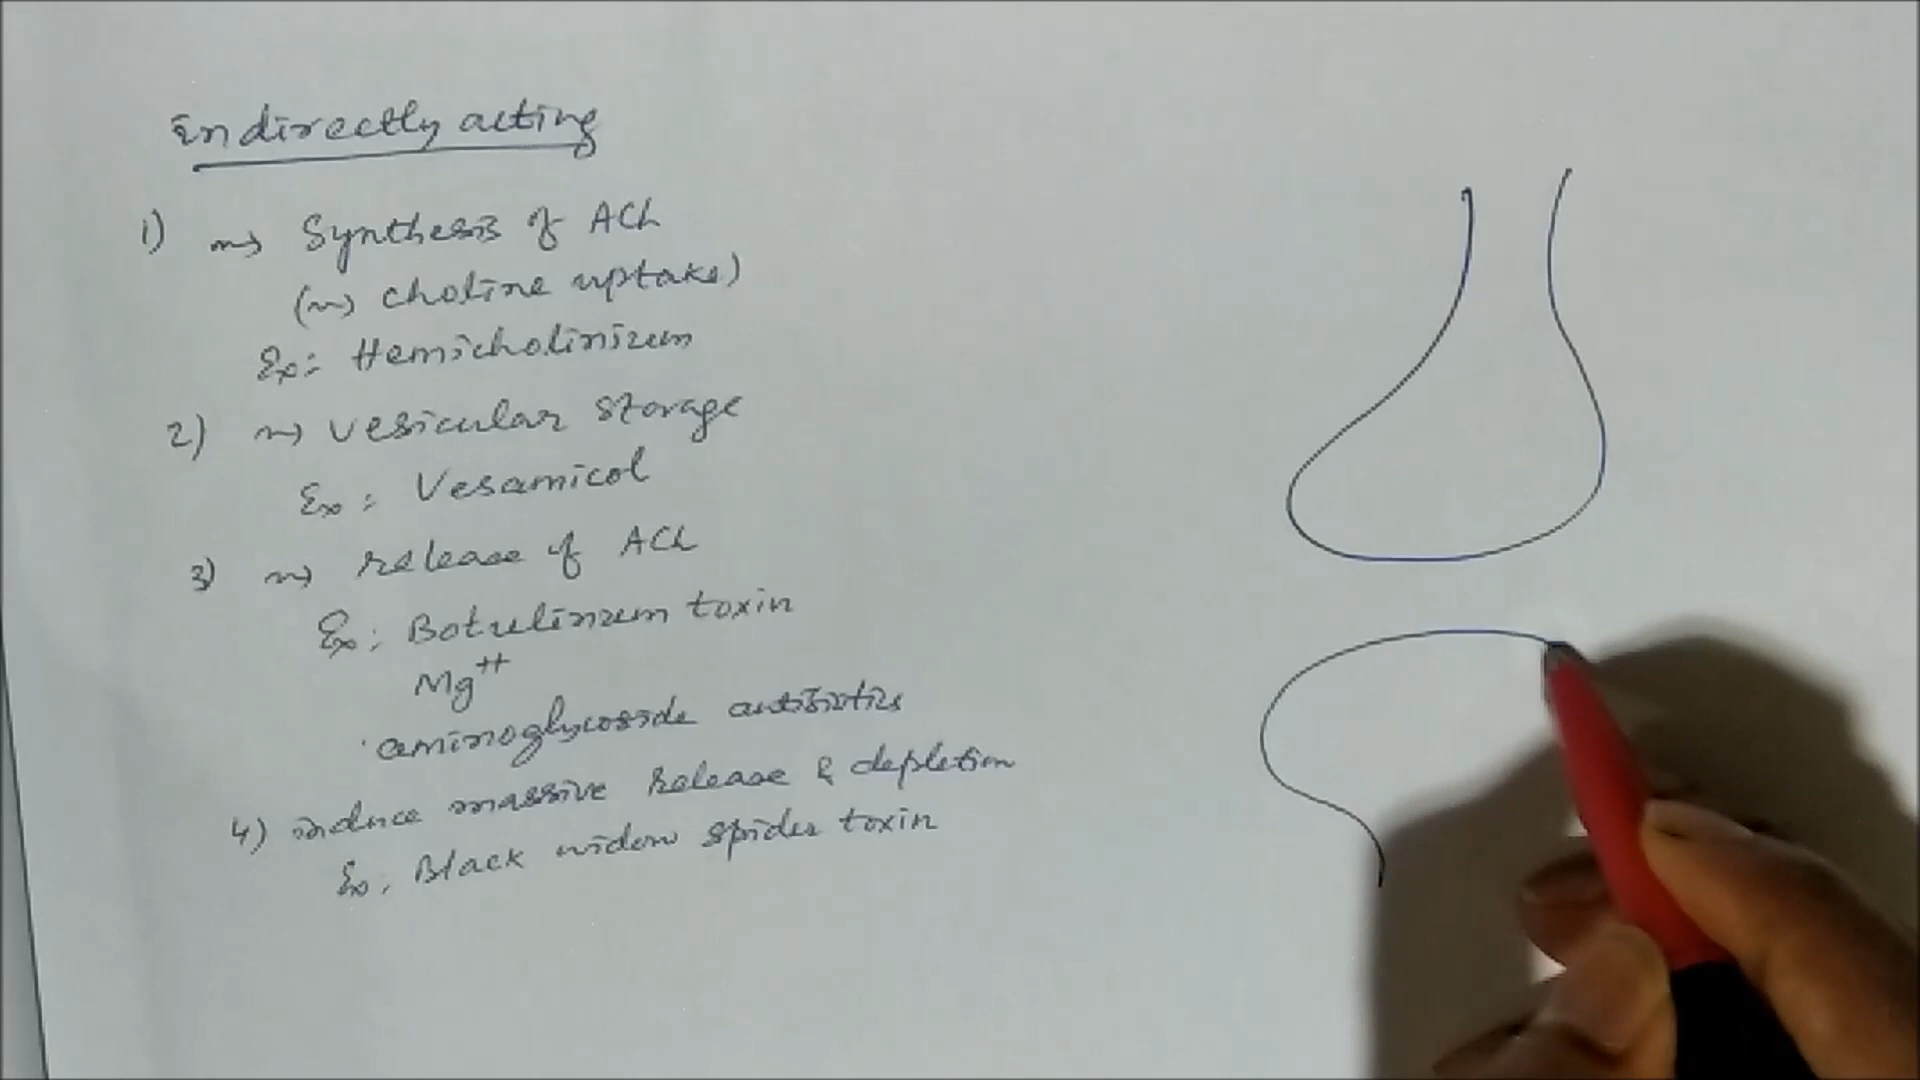 Indirectly acting
1) ⤳ Synthesis of ACh
(⤳ choline uptake)
Ex: Hemicholinium
2) ⤳ vesicular storage
Ex: Vesamicol
3) ⤳ release of ACh
Ex: Botulinum toxin
Mg++
aminoglycoside antibiotics
4) induce massive release & depletion
Ex: Black widow spider toxin